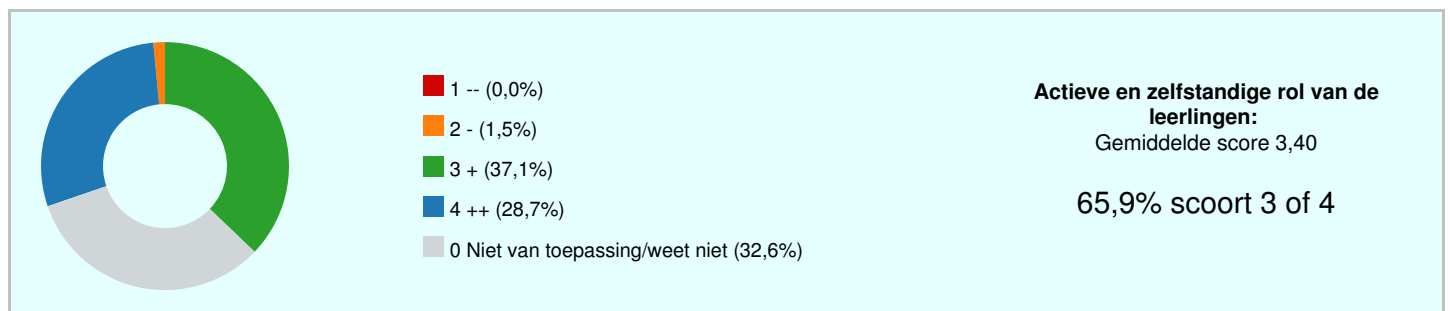 1 -- (0,0%)
2 - (1,5%)
3 + (37,1%)
4 ++ (28,7%)
0 Niet van toepassing/weet niet (32,6%)
Actieve en zelfstandige rol van de
leerlingen:
Gemiddelde score 3,40
65,9% scoort 3 of 4